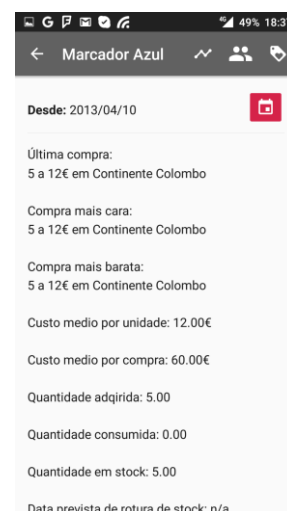 49% 18:37
Marcador Azul
Desde: 2013/04/10
Última compra:
5 a 12€ em Continente Colombo
Compra mais cara:
5 a 12€ em Continente Colombo
Compra mais barata:
5 a 12€ em Continente Colombo
Custo medio por unidade: 12.00€
Custo medio por compra: 60.00€
Quantidade adqirida: 5.00
Quantidade consumida: 0.00
Quantidade em stock: 5.00
Data prevista de rotura de stock: n/a